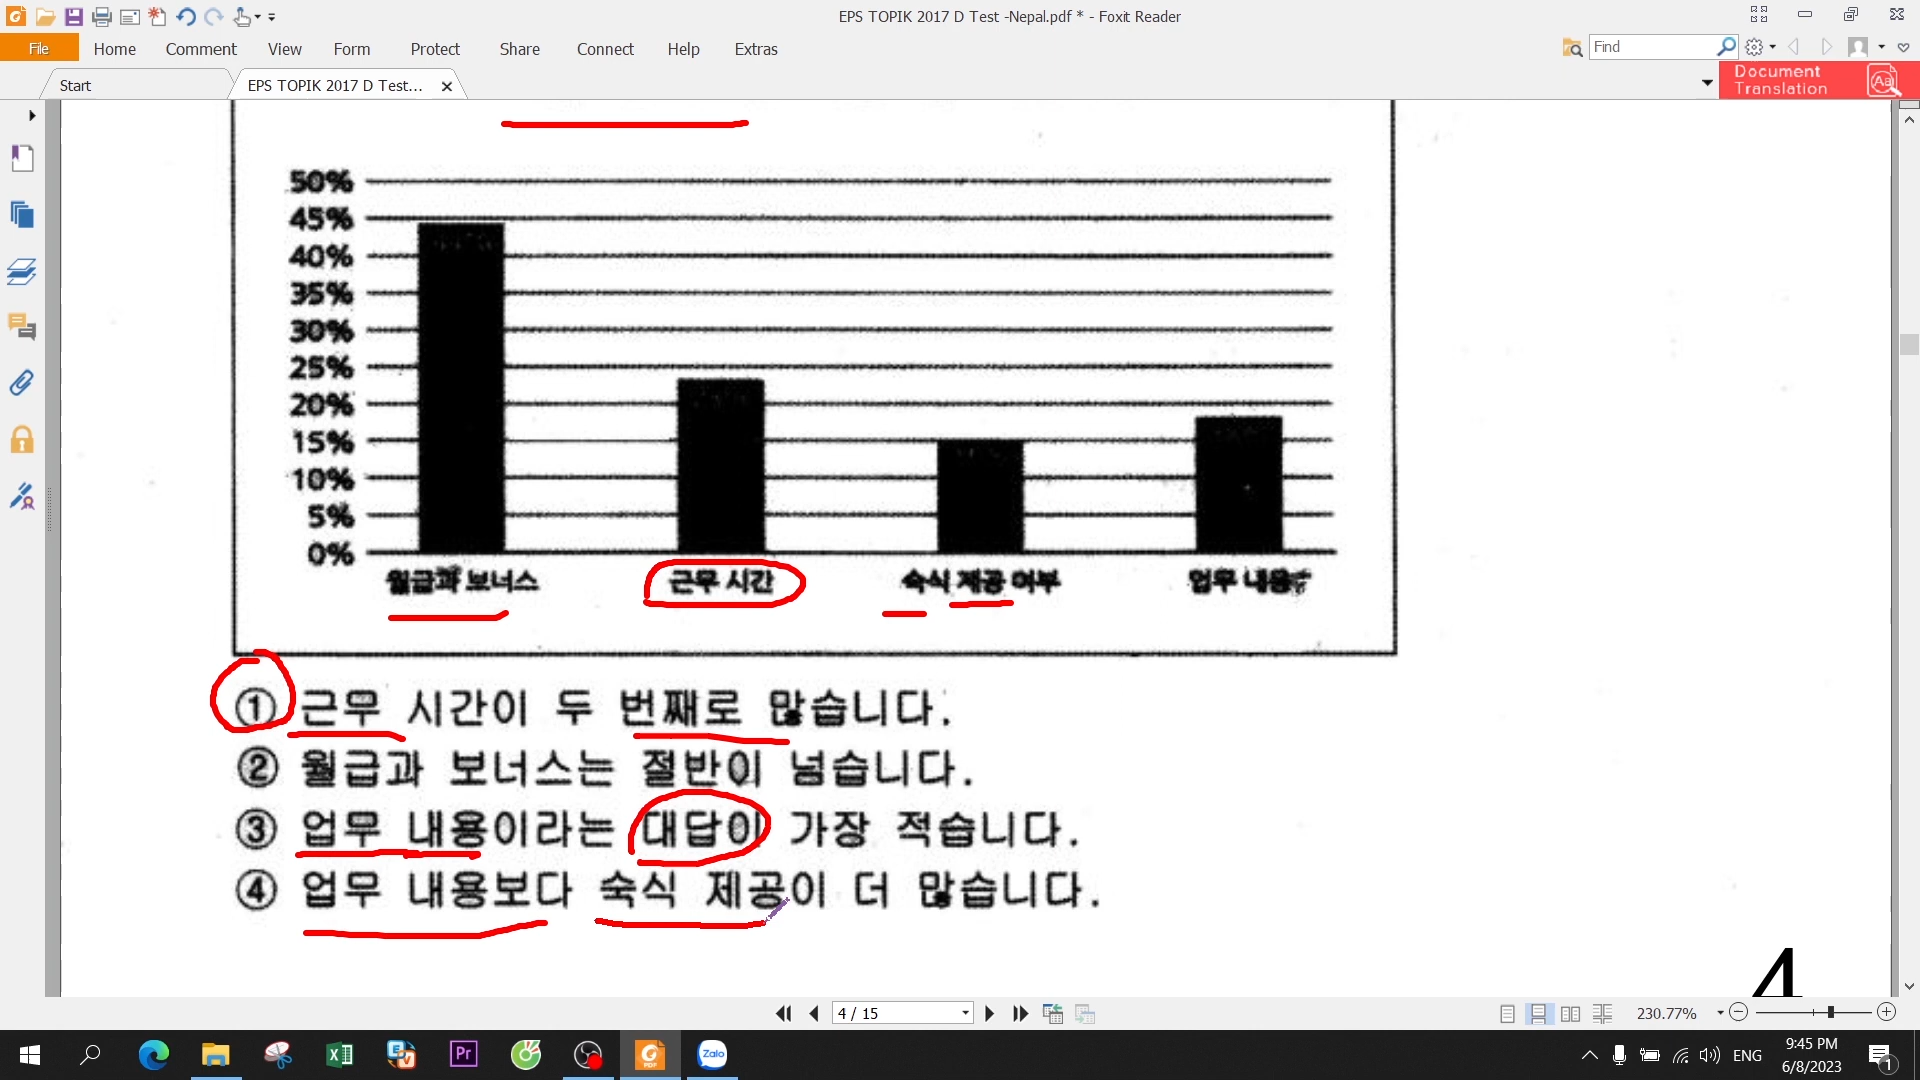 EPS TOPIK 2017 D Test -Nepal.pdf * - Foxit Reader
File Home Comment View Form Protect Share Connect Help Extras Find
Start EPS TOPIK 2017 D Test... Document
Translation
50%
45%
40%
35%
30%
25%
20%
15%
10%
5%
0%
월급과 보너스 근무 시간 숙식 제공 여부 업무 내용
① 근무 시간이 두 번째로 많습니다.
② 월급과 보너스는 절반이 넘습니다.
③ 업무 내용이라는 대답이 가장 적습니다.
④ 업무 내용보다 숙식 제공이 더 많습니다.
4
4 / 15 230.77%
Zalo Pr ENG 9:45 PM
6/8/2023 1